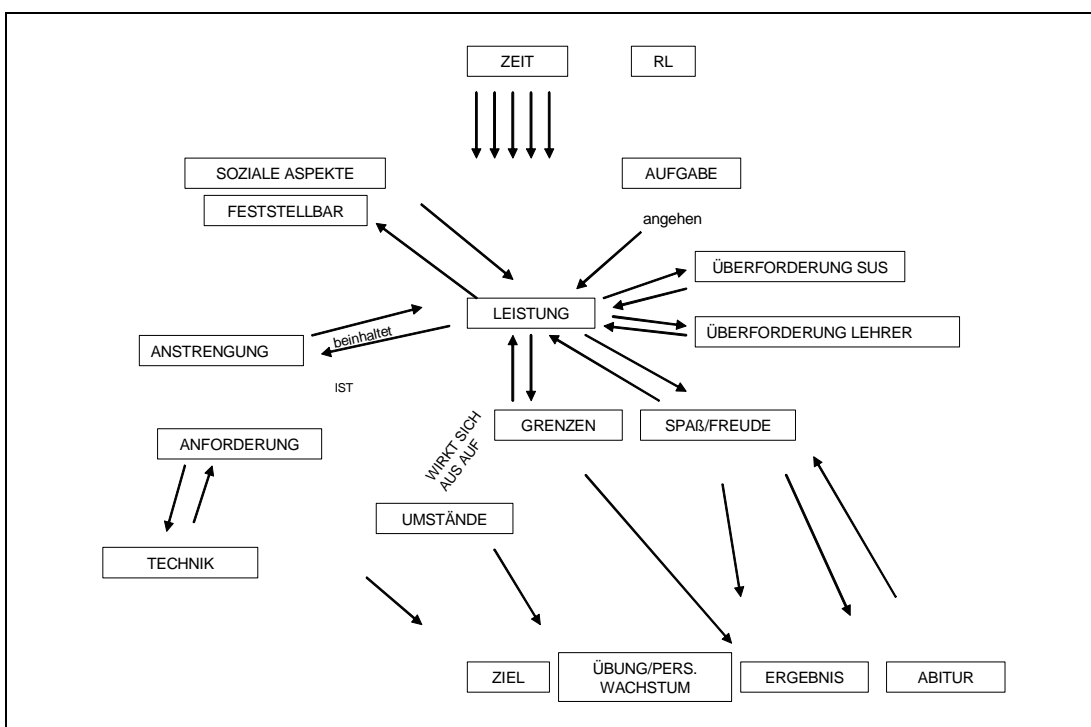 ZEIT
RL
SOZIALE ASPEKTE
AUFGABE
FESTSTELLBAR
angehen
ÜBERFORDERUNG SUS
LEISTUNG
ÜBERFORDERUNG LEHRER
beinhaltet
ANSTRENGUNG
IST
WIRKT SICH
AUS AUF
GRENZEN
SPAß/FREUDE
ANFORDERUNG
UMSTÄNDE
TECHNIK
ZIEL
ÜBUNG/PERS.
WACHSTUM
ERGEBNIS
ABITUR